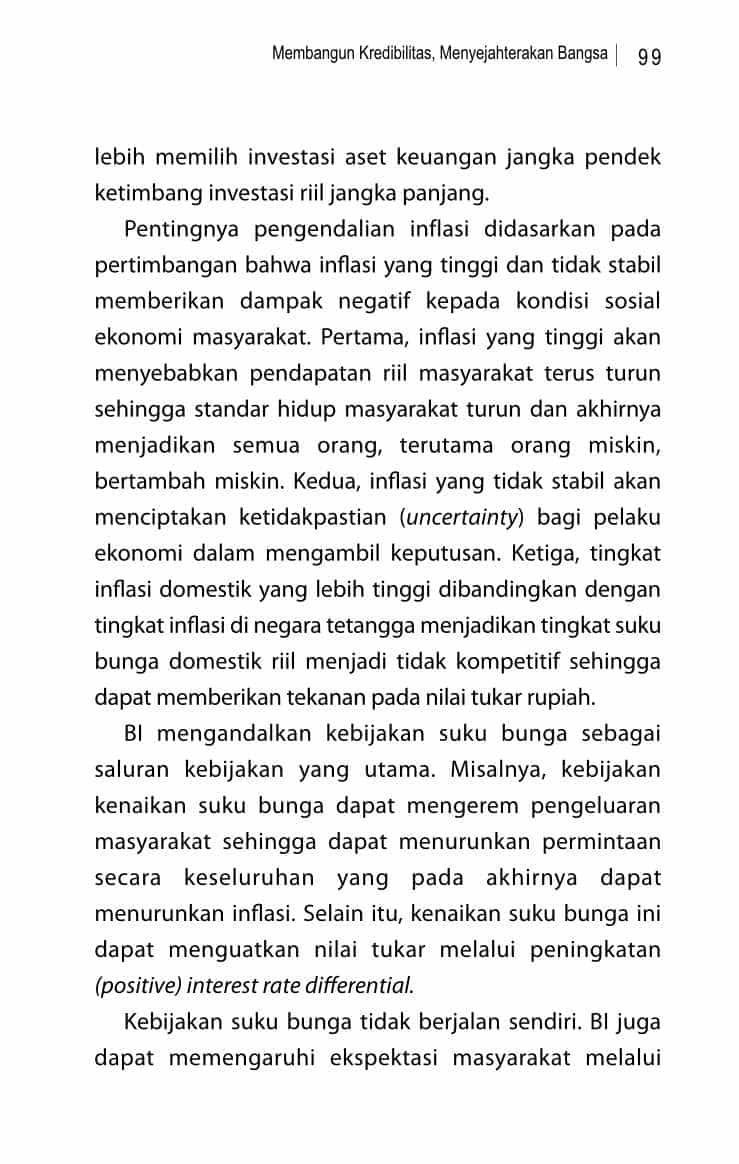 Membangun Kredibilitas, Menyejahterakan Bangsa | 99
lebih memilih investasi aset keuangan jangka pendek
ketimbang investasi riil jangka panjang.
Pentingnya pengendalian inflasi didasarkan pada
pertimbangan bahwa inflasi yang tinggi dan tidak stabil
memberikan dampak negatif kepada kondisi sosial
ekonomi masyarakat. Pertama, inflasi yang tinggi akan
menyebabkan pendapatan riil masyarakat terus turun
sehingga standar hidup masyarakat turun dan akhirnya
menjadikan semua orang, terutama orang miskin,
bertambah miskin. Kedua, inflasi yang tidak stabil akan
menciptakan ketidakpastian (uncertainty) bagi pelaku
ekonomi dalam mengambil keputusan. Ketiga, tingkat
inflasi domestik yang lebih tinggi dibandingkan dengan
tingkat inflasi di negara tetangga menjadikan tingkat suku
bunga domestik riil menjadi tidak kompetitif sehingga
dapat memberikan tekanan pada nilai tukar rupiah.
BI mengandalkan kebijakan suku bunga sebagai
saluran kebijakan yang utama. Misalnya, kebijakan
kenaikan suku bunga dapat mengerem pengeluaran
masyarakat sehingga dapat menurunkan permintaan
secara keseluruhan yang pada akhirnya dapat
menurunkan inflasi. Selain itu, kenaikan suku bunga ini
dapat menguatkan nilai tukar melalui peningkatan
(positive) interest rate differential.
Kebijakan suku bunga tidak berjalan sendiri. BI juga
dapat memengaruhi ekspektasi masyarakat melalui